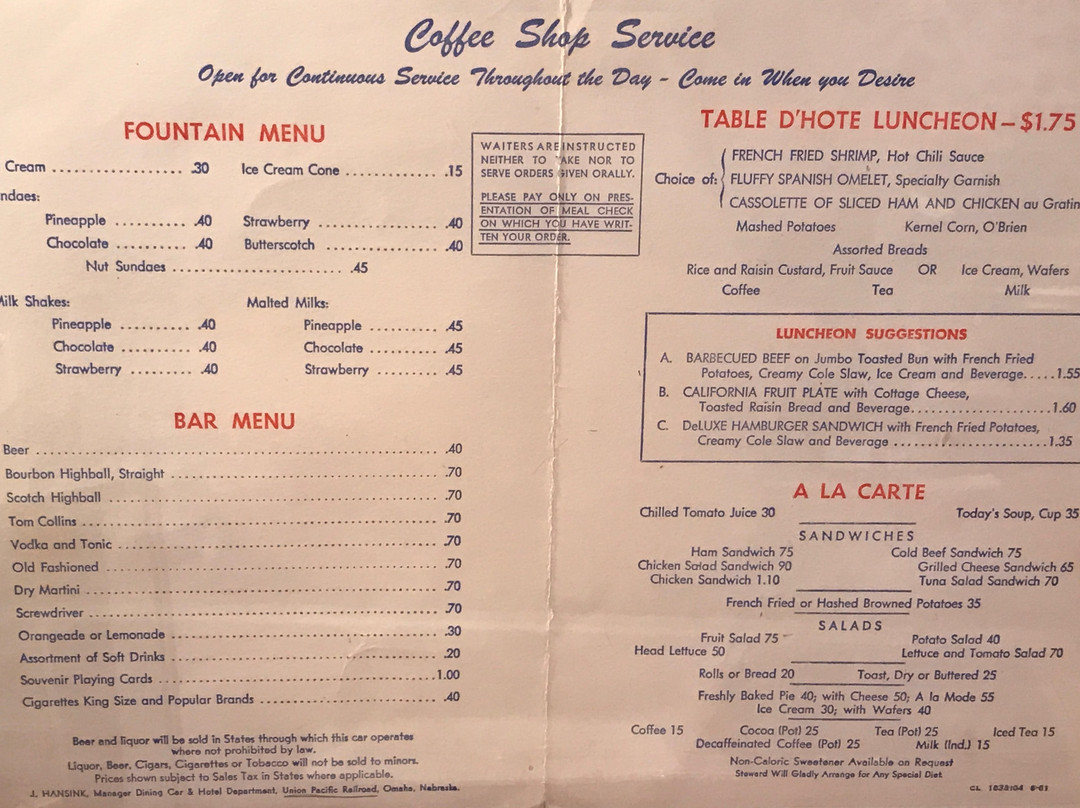 Coffee Shop Service
Open for Continuous Service Throughout the Day - Come in When you Desire
FOUNTAIN MENU
Cream .................... .30
Ice Cream Cone .............. .15
ndaes:
Pineapple .......... .40
Strawberry .................. .40
Chocolate .......... .40
Butterscotch ................. .40
Nut Sundaes ........................... .45
Milk Shakes:
Malted Milks:
Pineapple .......... .40
Pineapple .......... .45
Chocolate .......... .40
Chocolate .......... .45
Strawberry ......... .40
Strawberry ......... .45
BAR MENU
Beer .................... .40
Bourbon Highball, Straight .................... .70
Scotch Highball .................... .70
Tom Collins .................... .70
Vodka and Tonic .................... .70
Old Fashioned .................... .70
Dry Martini .................... .70
Screwdriver .................... .70
Orangeade or Lemonade .................... .30
Assortment of Soft Drinks .................... .20
Souvenir Playing Cards .................... 1.00
Cigarettes King Size and Popular Brands .................... .40
Beer and liquor will be sold in States through which this car operates
where not prohibited by law.
Liquor, Beer, Cigars, Cigarettes or Tobacco will not be sold to minors.
Prices shown subject to Sales Tax in States where applicable.
J. HANSINK, Manager Dining Car & Hotel Department, Union Pacific Railroad, Omaha, Nebraska.
WAITERS ARE INSTRUCTED
NEITHER TO TAKE NOR TO
SERVE ORDERS GIVEN ORALLY.
PLEASE PAY ONLY ON PRES-
ENTATION OF MEAL CHECK
ON WHICH YOU HAVE WRIT-
TEN YOUR ORDER.
TABLE D'HOTE LUNCHEON — $1.75
Choice of:
FRENCH FRIED SHRIMP, Hot Chili Sauce
FLUFFY SPANISH OMELET, Specialty Garnish
CASSOLETTE OF SLICED HAM AND CHICKEN au Gratin
Mashed Potatoes Kernel Corn, O'Brien
Assorted Breads
Rice and Raisin Custard, Fruit Sauce OR Ice Cream, Wafers
Coffee Tea Milk
LUNCHEON SUGGESTIONS
A. BARBECUED BEEF on Jumbo Toasted Bun with French Fried
Potatoes, Creamy Cole Slaw, Ice Cream and Beverage.....1.55
B. CALIFORNIA FRUIT PLATE with Cottage Cheese,
Toasted Raisin Bread and Beverage......................1.60
C. DeLUXE HAMBURGER SANDWICH with French Fried Potatoes,
Creamy Cole Slaw and Beverage ........................1.35
A LA CARTE
Chilled Tomato Juice 30 Today's Soup, Cup 35
SANDWICHES
Ham Sandwich 75 Cold Beef Sandwich 75
Chicken Salad Sandwich 90 Grilled Cheese Sandwich 65
Chicken Sandwich 1.10 Tuna Salad Sandwich 70
French Fried or Hashed Browned Potatoes 35
SALADS
Fruit Salad 75 Potato Salad 40
Head Lettuce 50 Lettuce and Tomato Salad 70
Rolls or Bread 20 Toast, Dry or Buttered 25
Freshly Baked Pie 40; with Cheese 50; A la Mode 55
Ice Cream 30; with Wafers 40
Coffee 15 Cocoa (Pot) 25 Tea (Pot) 25 Iced Tea 15
Decaffeinated Coffee (Pot) 25 Milk (Ind.) 15
Non-Caloric Sweetener Available on Request
Steward Will Gladly Arrange for Any Special Diet
CL 1632104 6-61